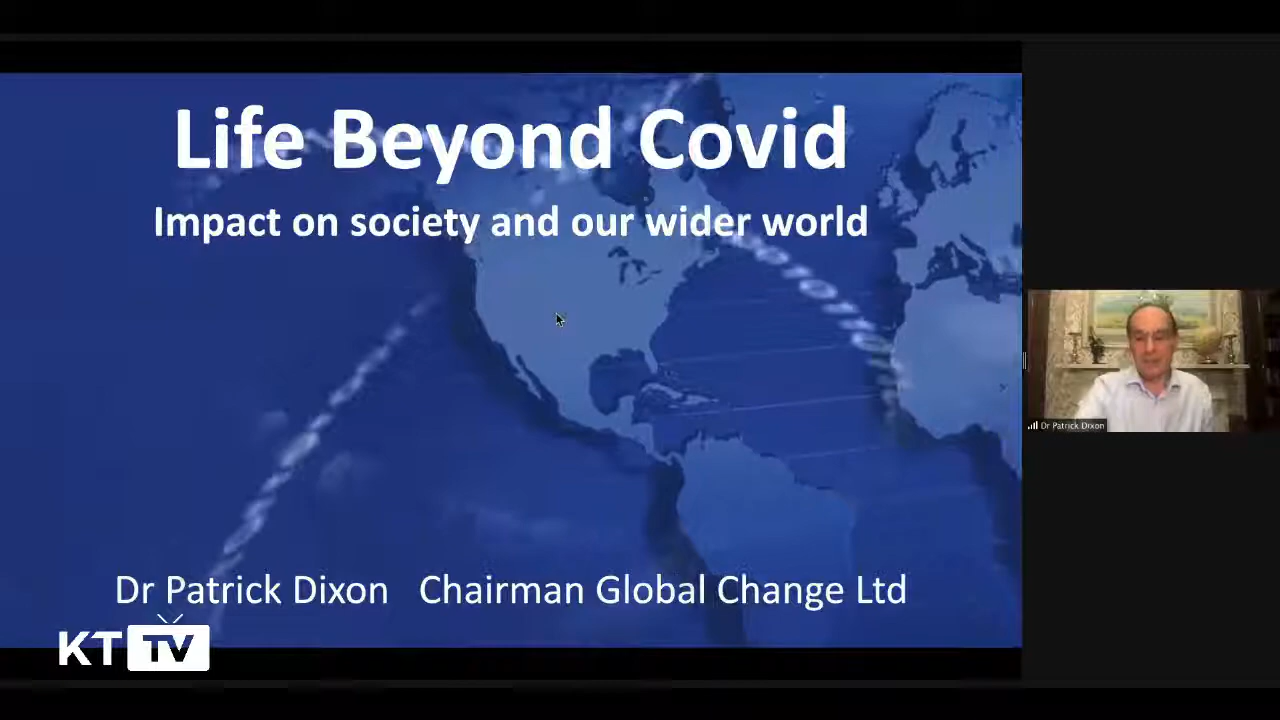 Life Beyond Covid
Impact on society and our wider world
Dr Patrick Dixon Chairman Global Change Ltd
KT TV
Dr Patrick Dixon